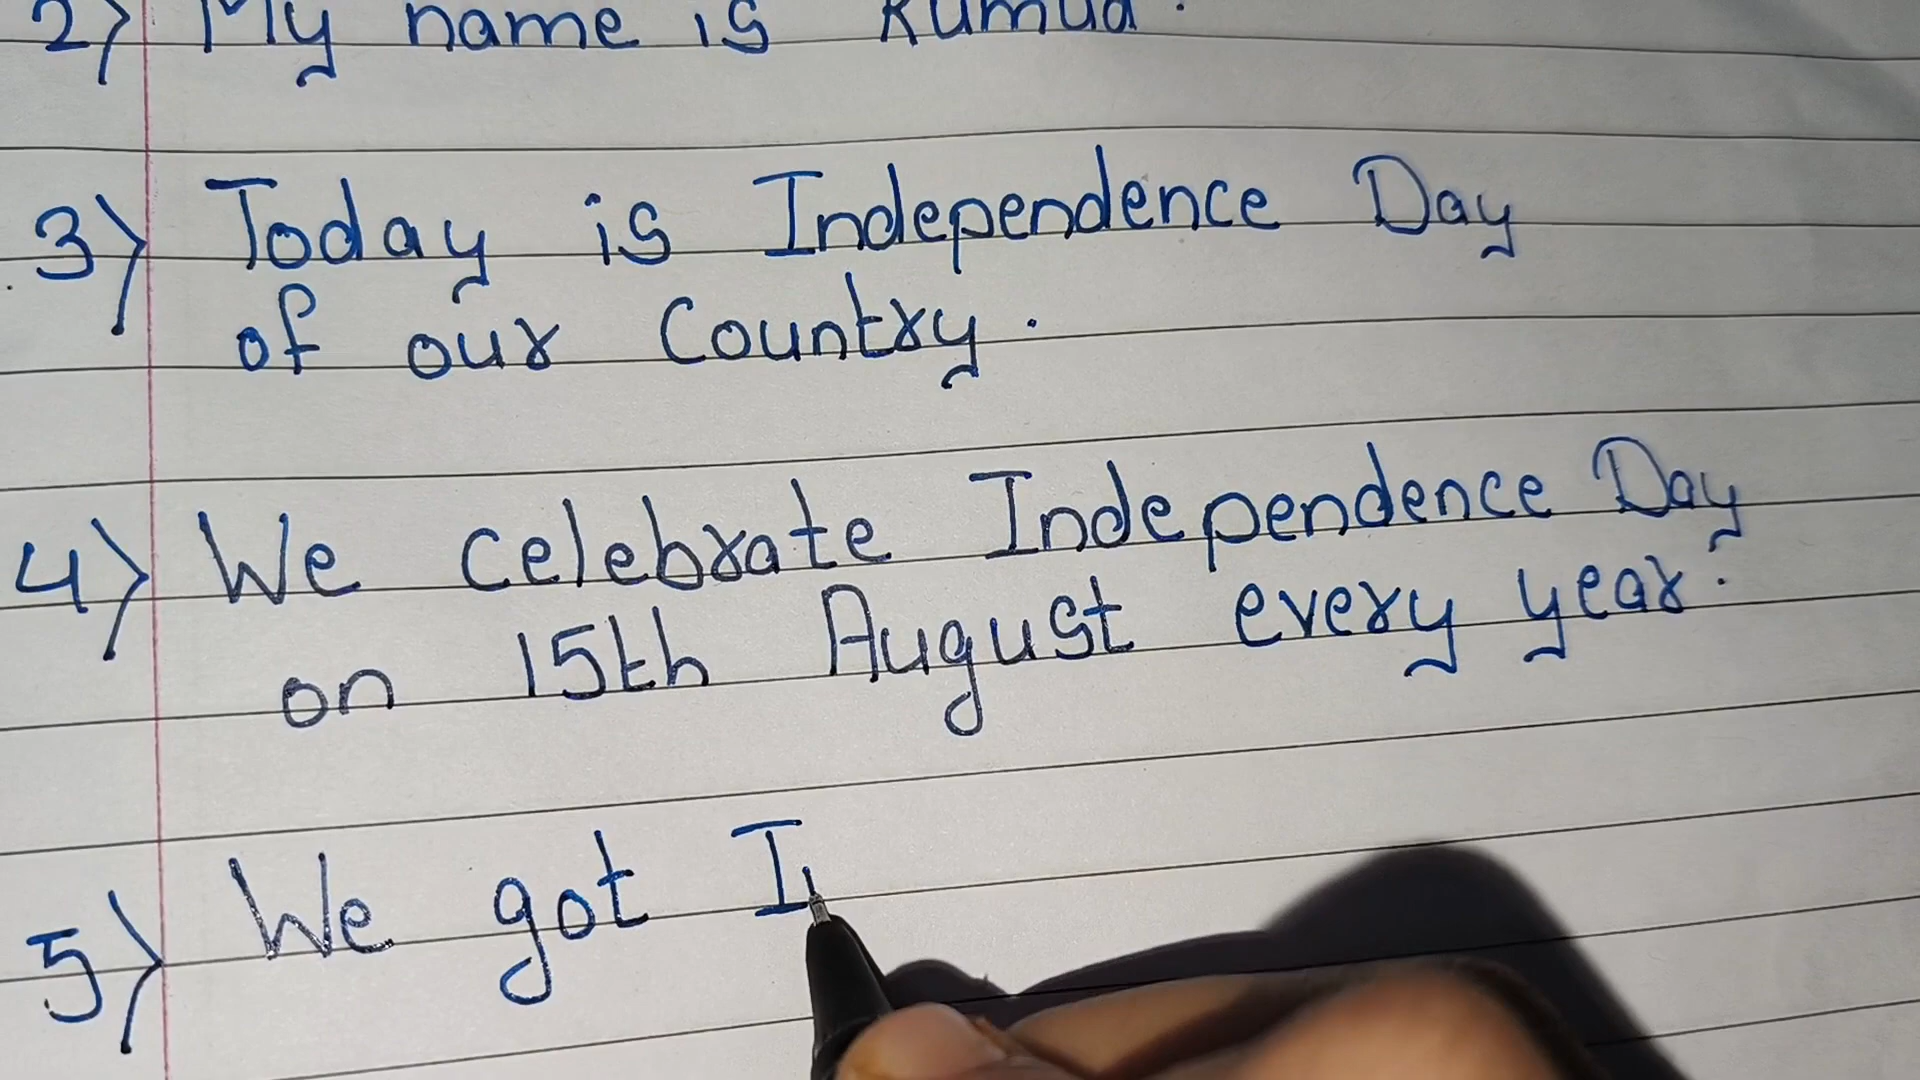 2) My name is Kumud.
3) Today is Independence Day
of our Country.
4) We celebrate Independence Day
on 15th August every year.
5) We got I